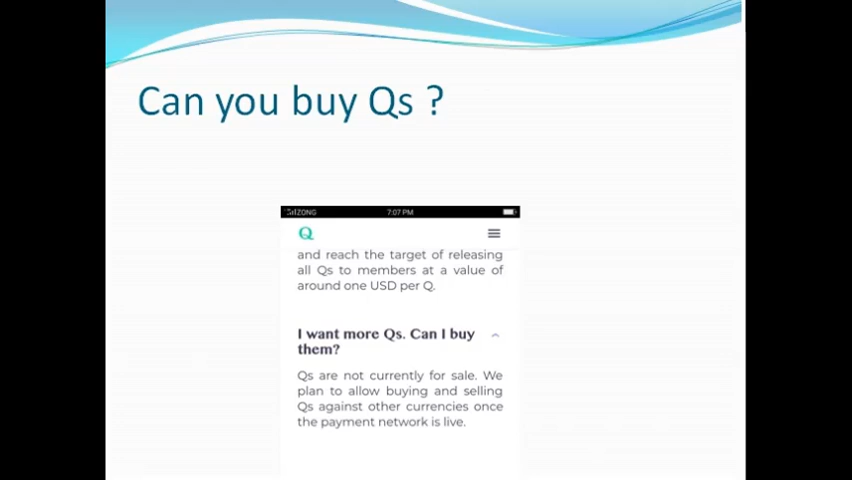 Can you buy Qs ?
ZONG 7:07 PM
Q
and reach the target of releasing
all Qs to members at a value of
around one USD per Q.
I want more Qs. Can I buy
them?
Qs are not currently for sale. We
plan to allow buying and selling
Qs against other currencies once
the payment network is live.